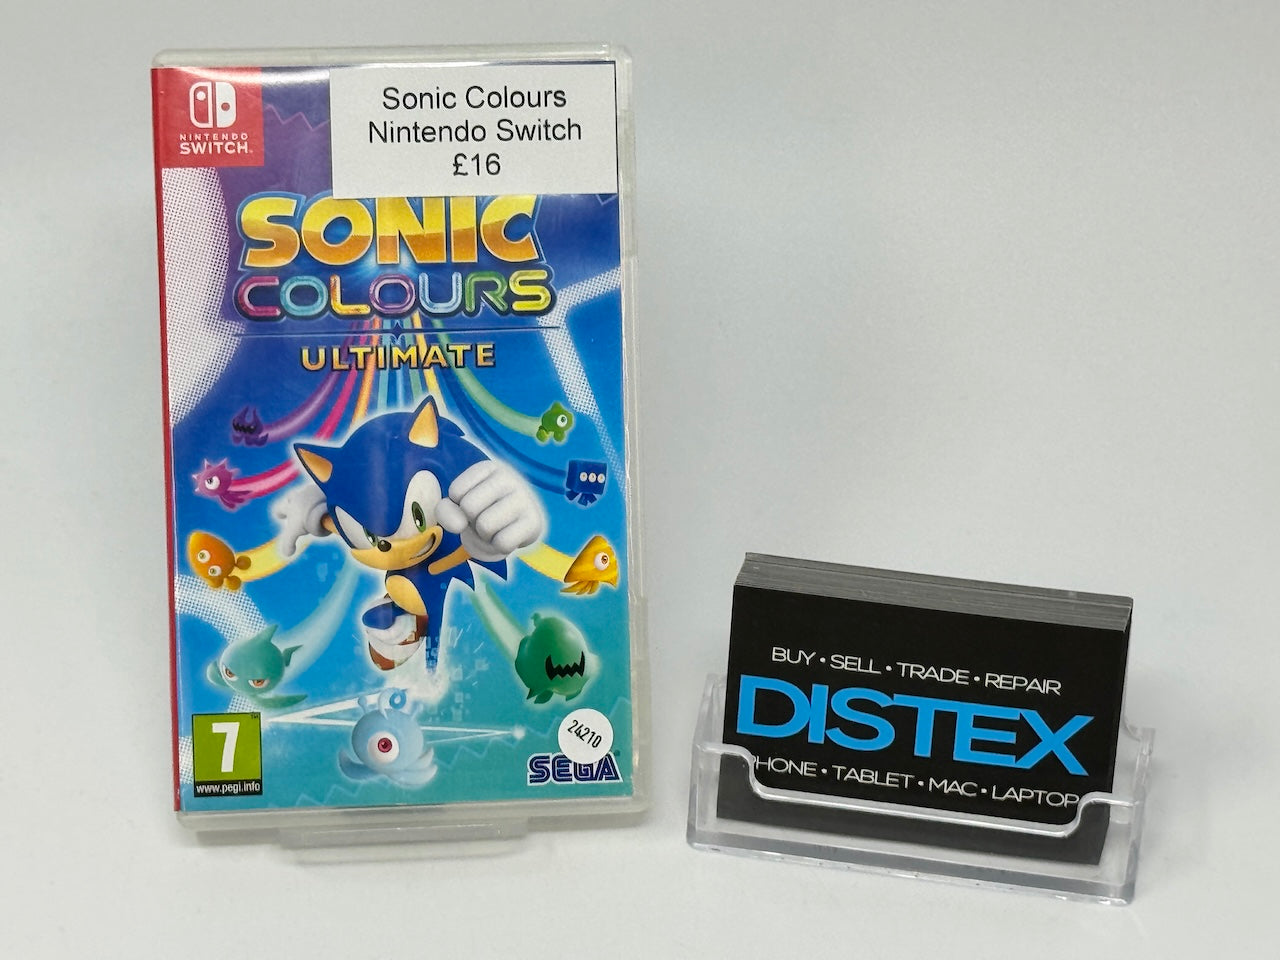 NINTENDO
SWITCH™
Sonic Colours
Nintendo Switch
£16
SONIC
COLOURS
ULTIMATE
7
www.pegi.info
24210
SEGA
BUY • SELL • TRADE • REPAIR
DISTEX
PHONE • TABLET • MAC • LAPTOP